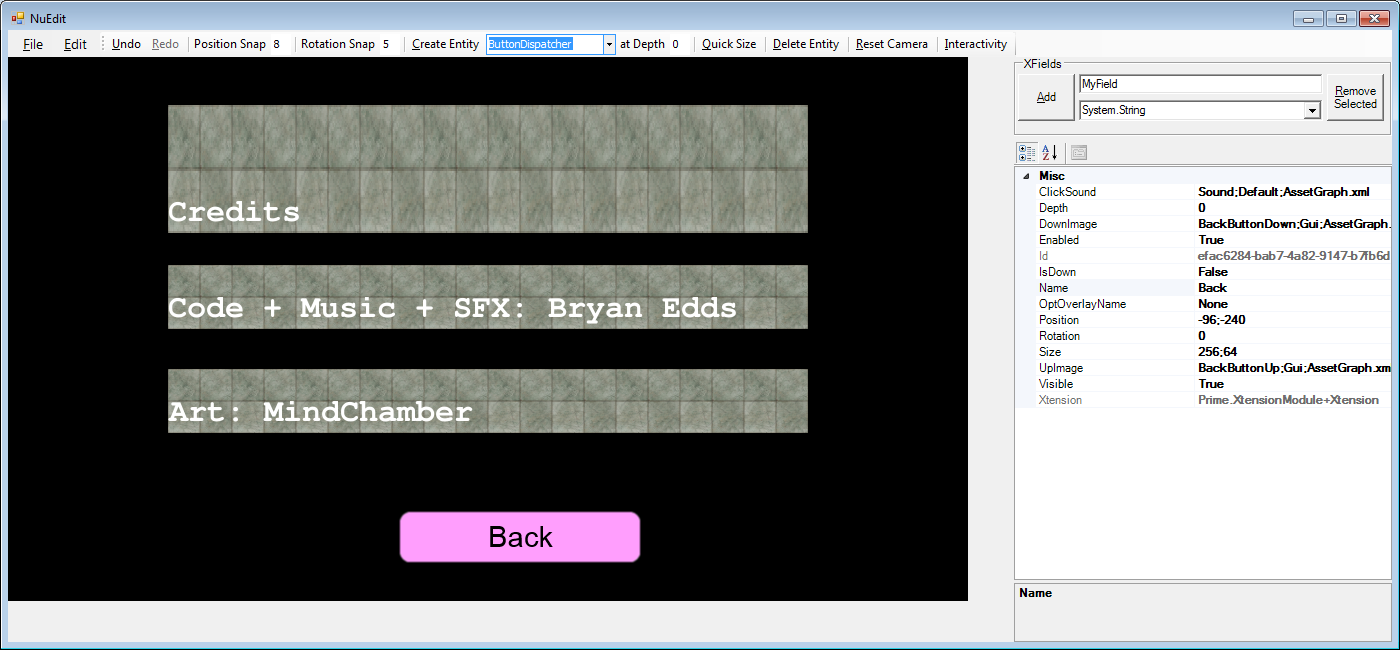 NuEdit
File Edit Undo Redo Position Snap 8 Rotation Snap 5 Create Entity ButtonDispatcher at Depth 0 Quick Size Delete Entity Reset Camera Interactivity
XFields
Add
MyField
System.String
Remove
Selected
Credits
Code + Music + SFX: Bryan Edds
Art: MindChamber
Back
Misc
ClickSound Sound;Default;AssetGraph.xml
Depth 0
DownImage BackButtonDown;Gui;AssetGraph.
Enabled True
Id efac6284-bab7-4a82-9147-b7fb6d
IsDown False
Name Back
OptOverlayName None
Position -96;-240
Rotation 0
Size 256;64
UpImage BackButtonUp;Gui;AssetGraph.xm
Visible True
Xtension Prime.XtensionModule+Xtension
Name